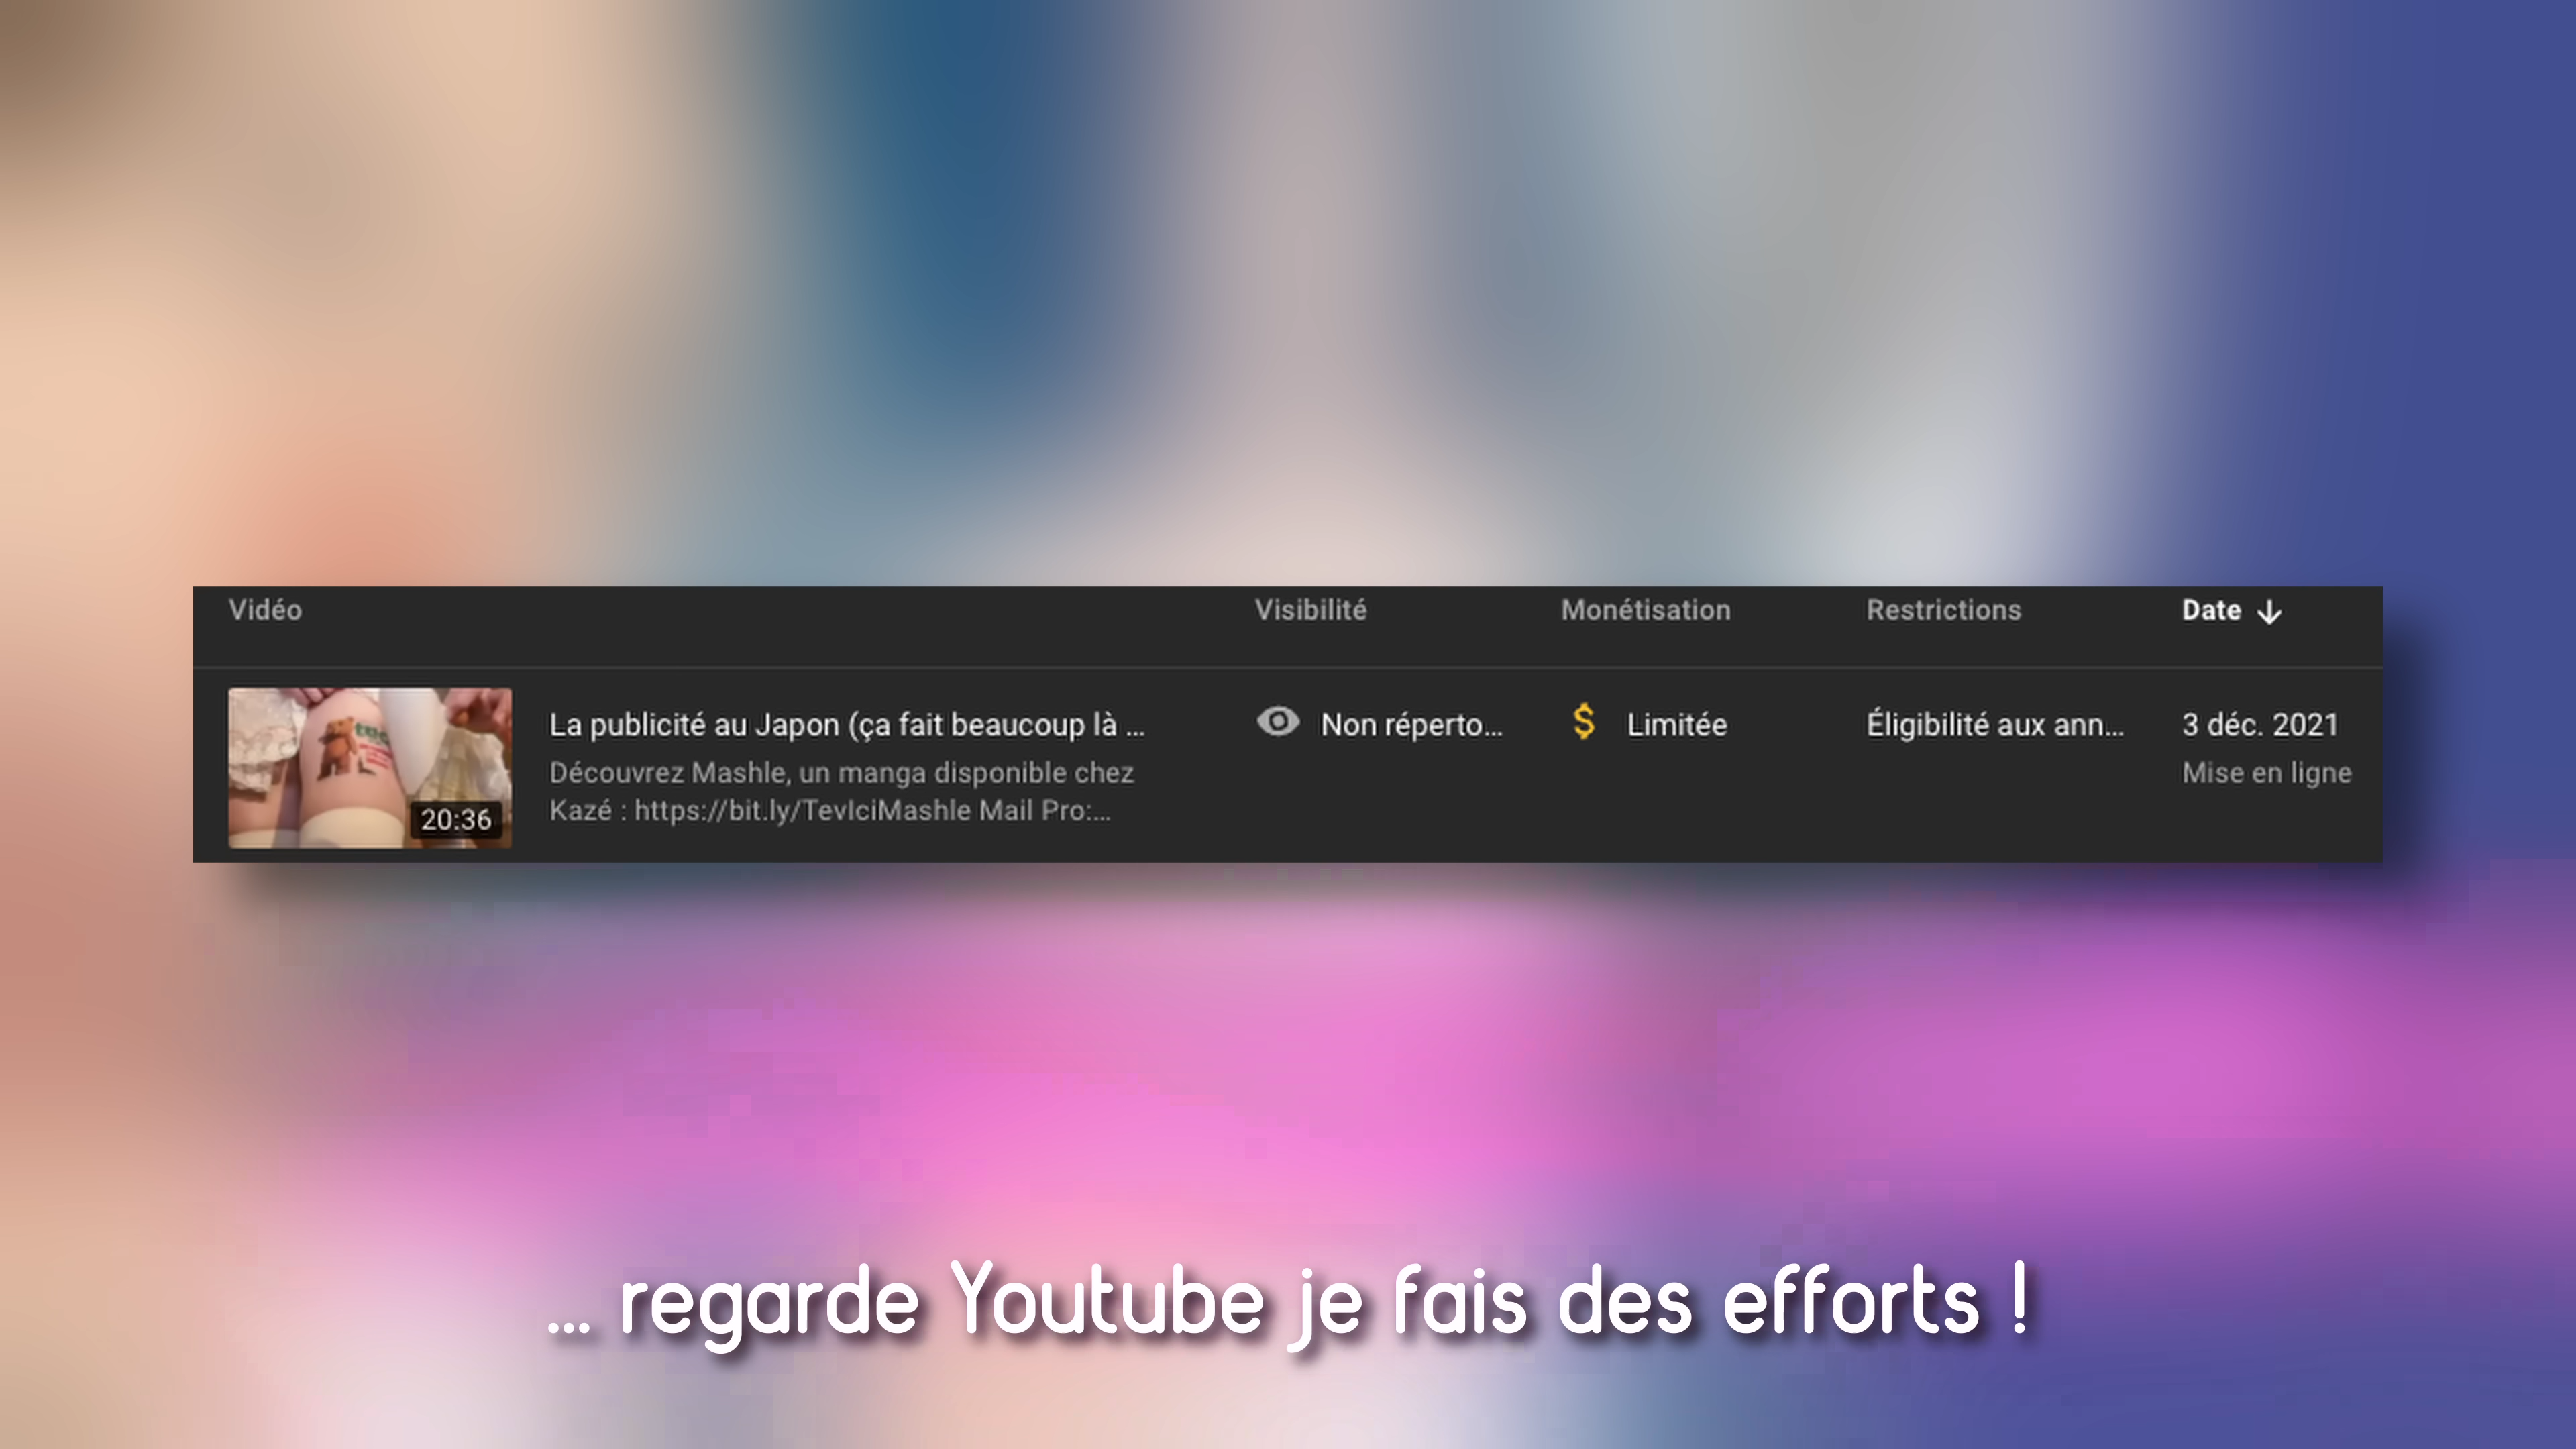 Vidéo Visibilité Monétisation Restrictions Date
La publicité au Japon (ça fait beaucoup là ... Non réperto... Limitée Éligibilité aux ann... 3 déc. 2021
Découvrez Mashle, un manga disponible chez Mise en ligne
Kazé : https://bit.ly/TevIciMashle Mail Pro:...
20:36
... regarde Youtube je fais des efforts !